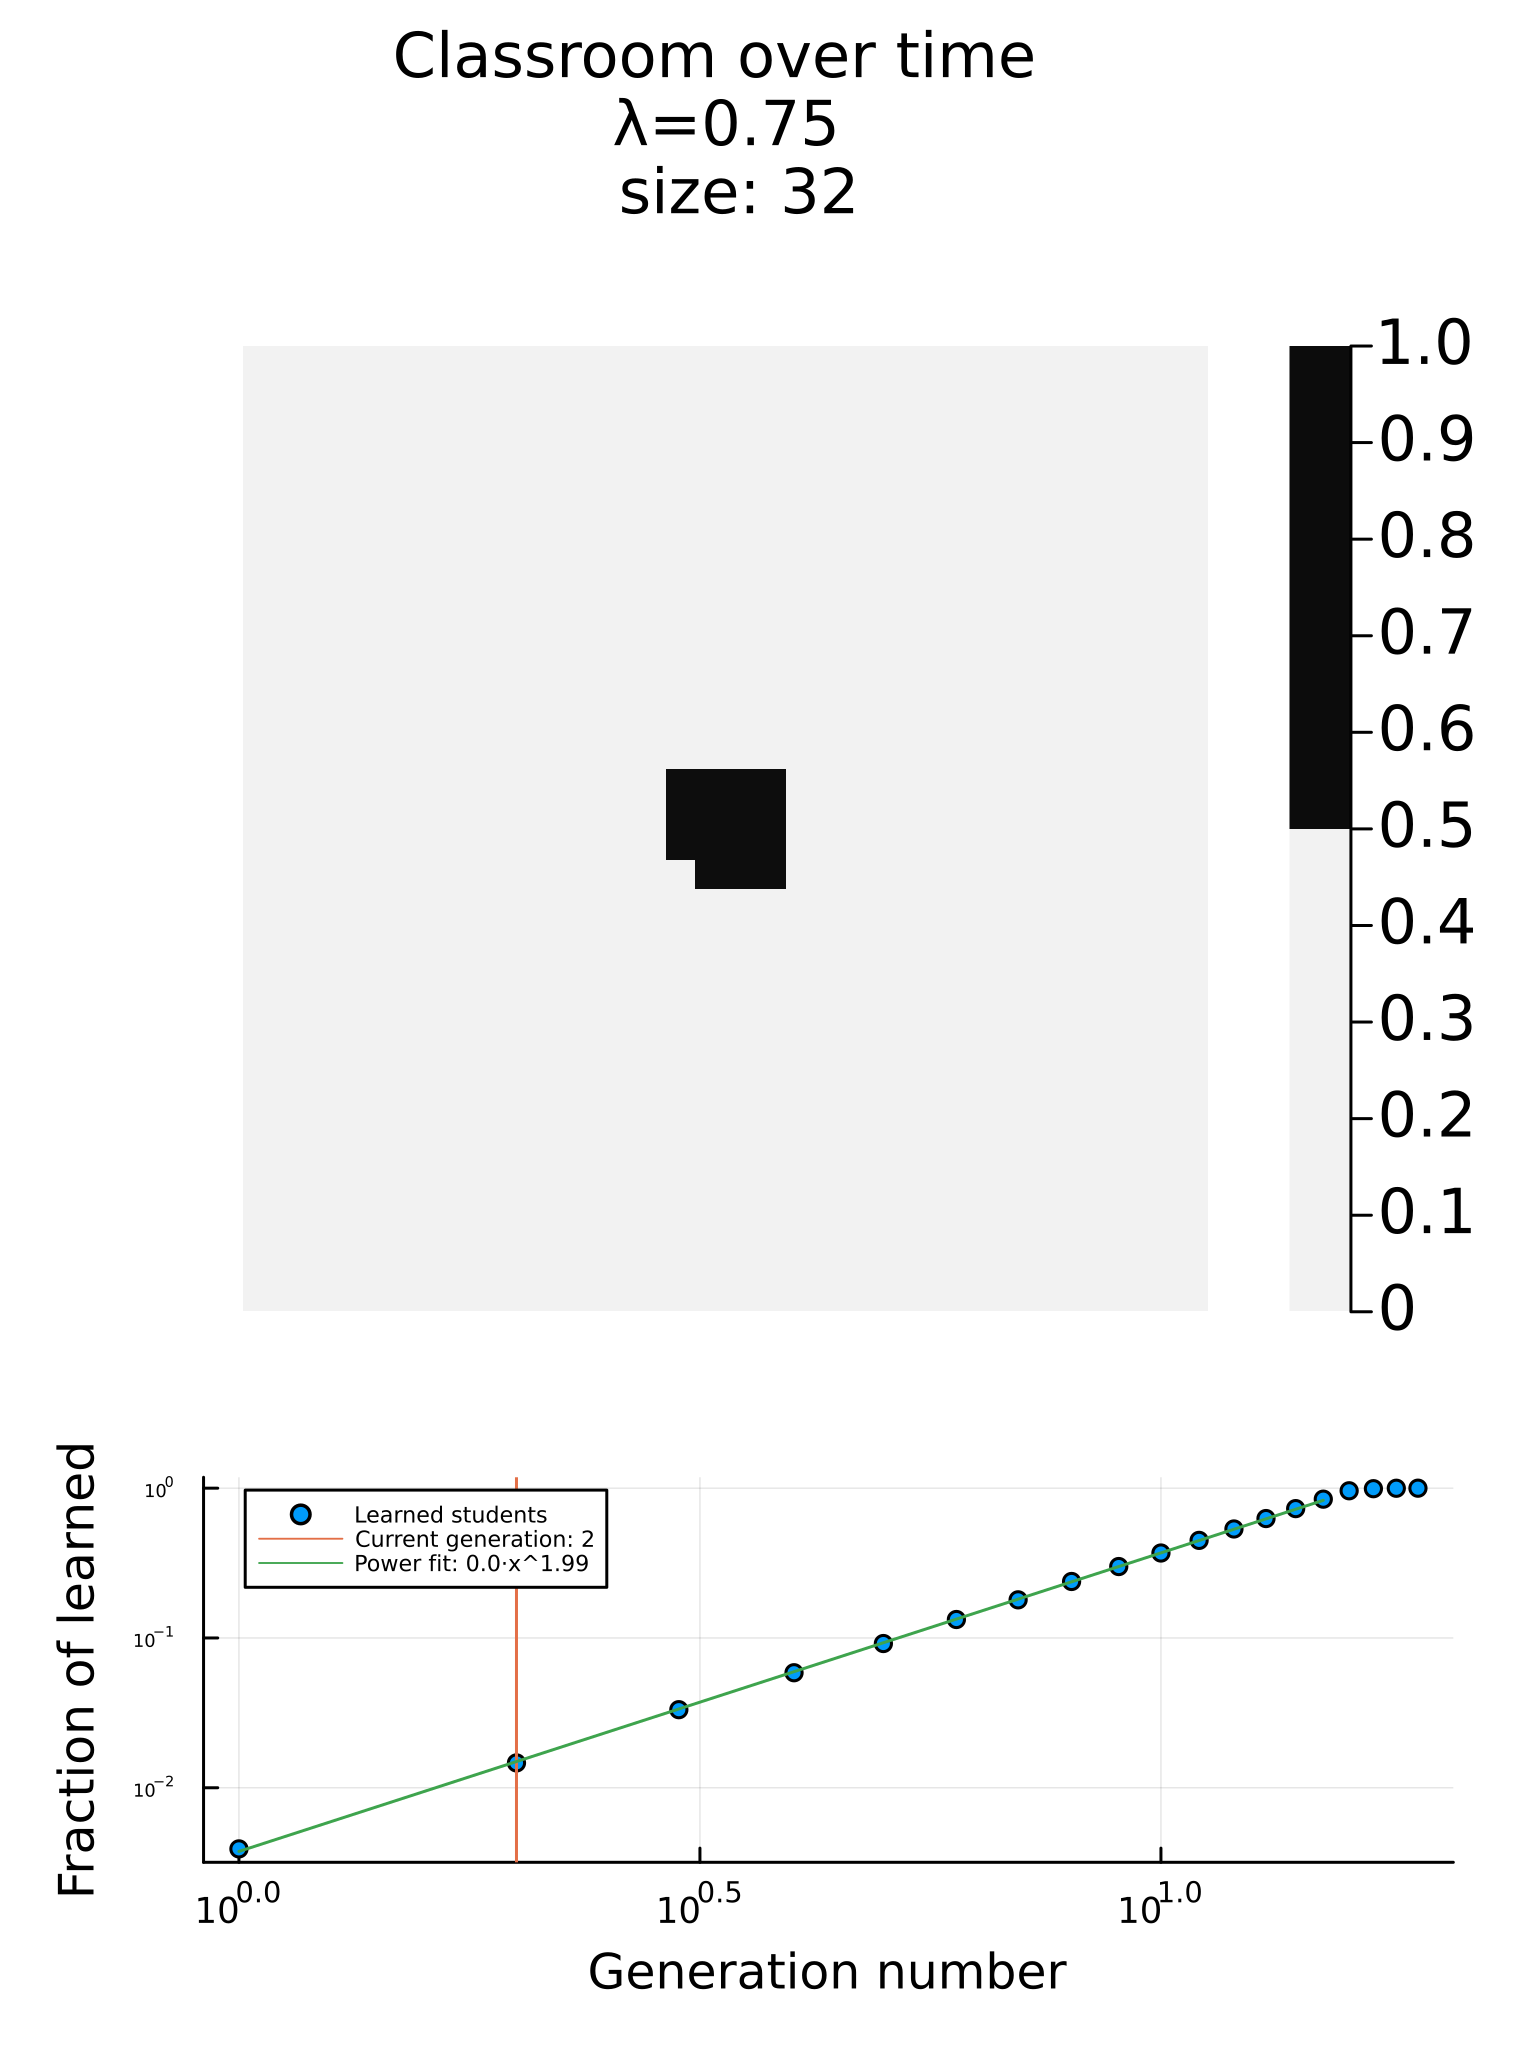 Classroom over time
λ=0.75
size: 32
1.0
0.9
0.8
0.7
0.6
0.5
0.4
0.3
0.2
0.1
0
Fraction of learned
10⁰
10⁻¹
10⁻²
Learned students
Current generation: 2
Power fit: 0.0·x^1.99
10^0.0
10^0.5
10^1.0
Generation number